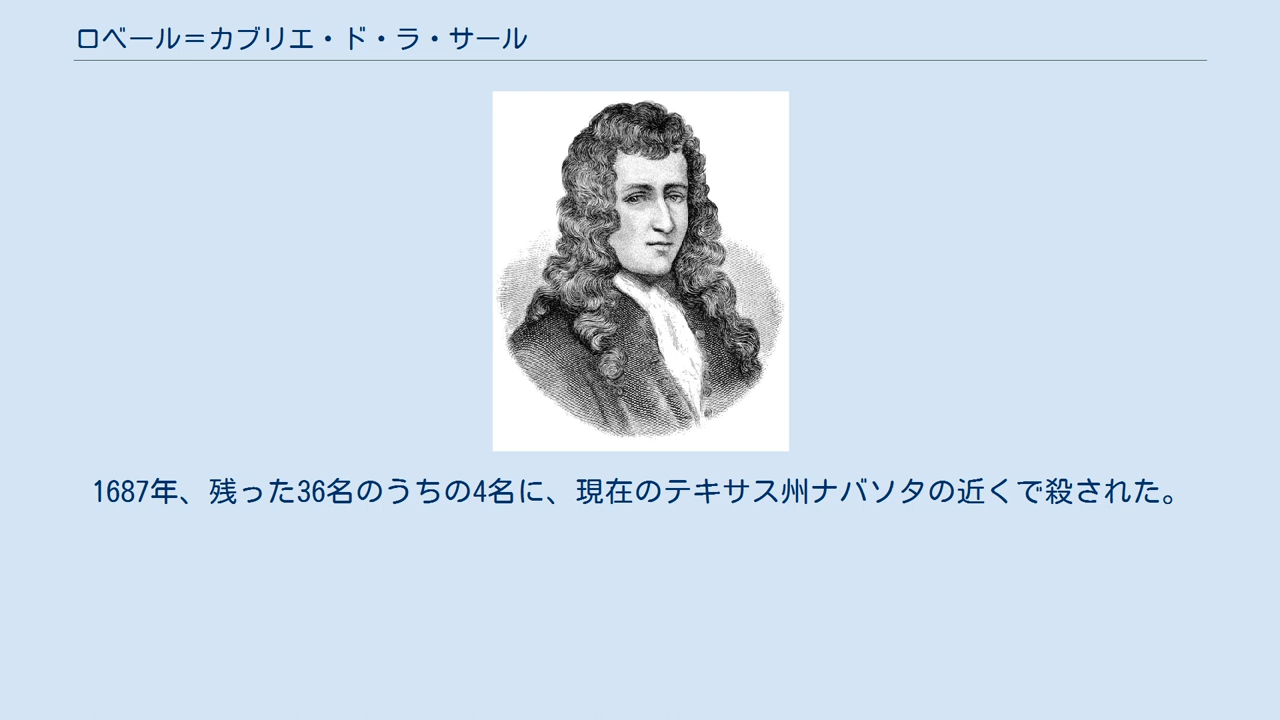 ロベール＝カブリエ・ド・ラ・サール
1687年、残った36名のうちの4名に、現在のテキサス州ナバソタの近くで殺された。